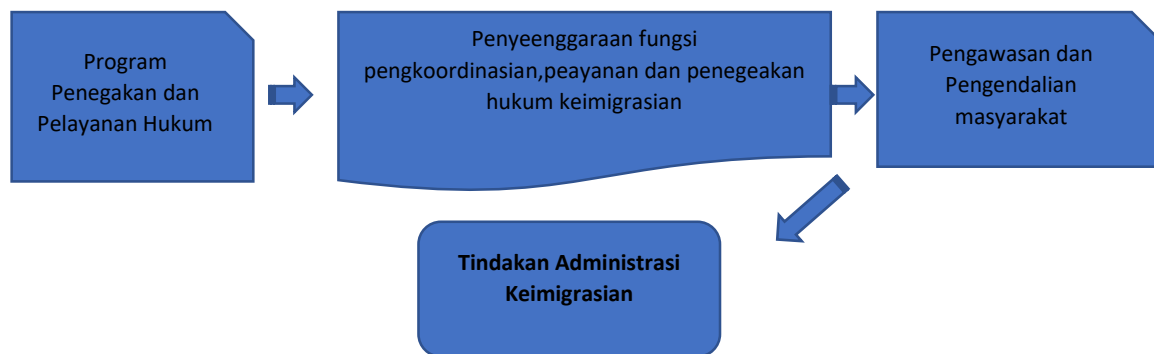 Program
Penegakan dan
Pelayanan Hukum
Penyeenggaraan fungsi
pengkoordinasian,peayanan dan penegeakan
hukum keimigrasian
Pengawasan dan
Pengendalian
masyarakat
Tindakan Administrasi
Keimigrasian